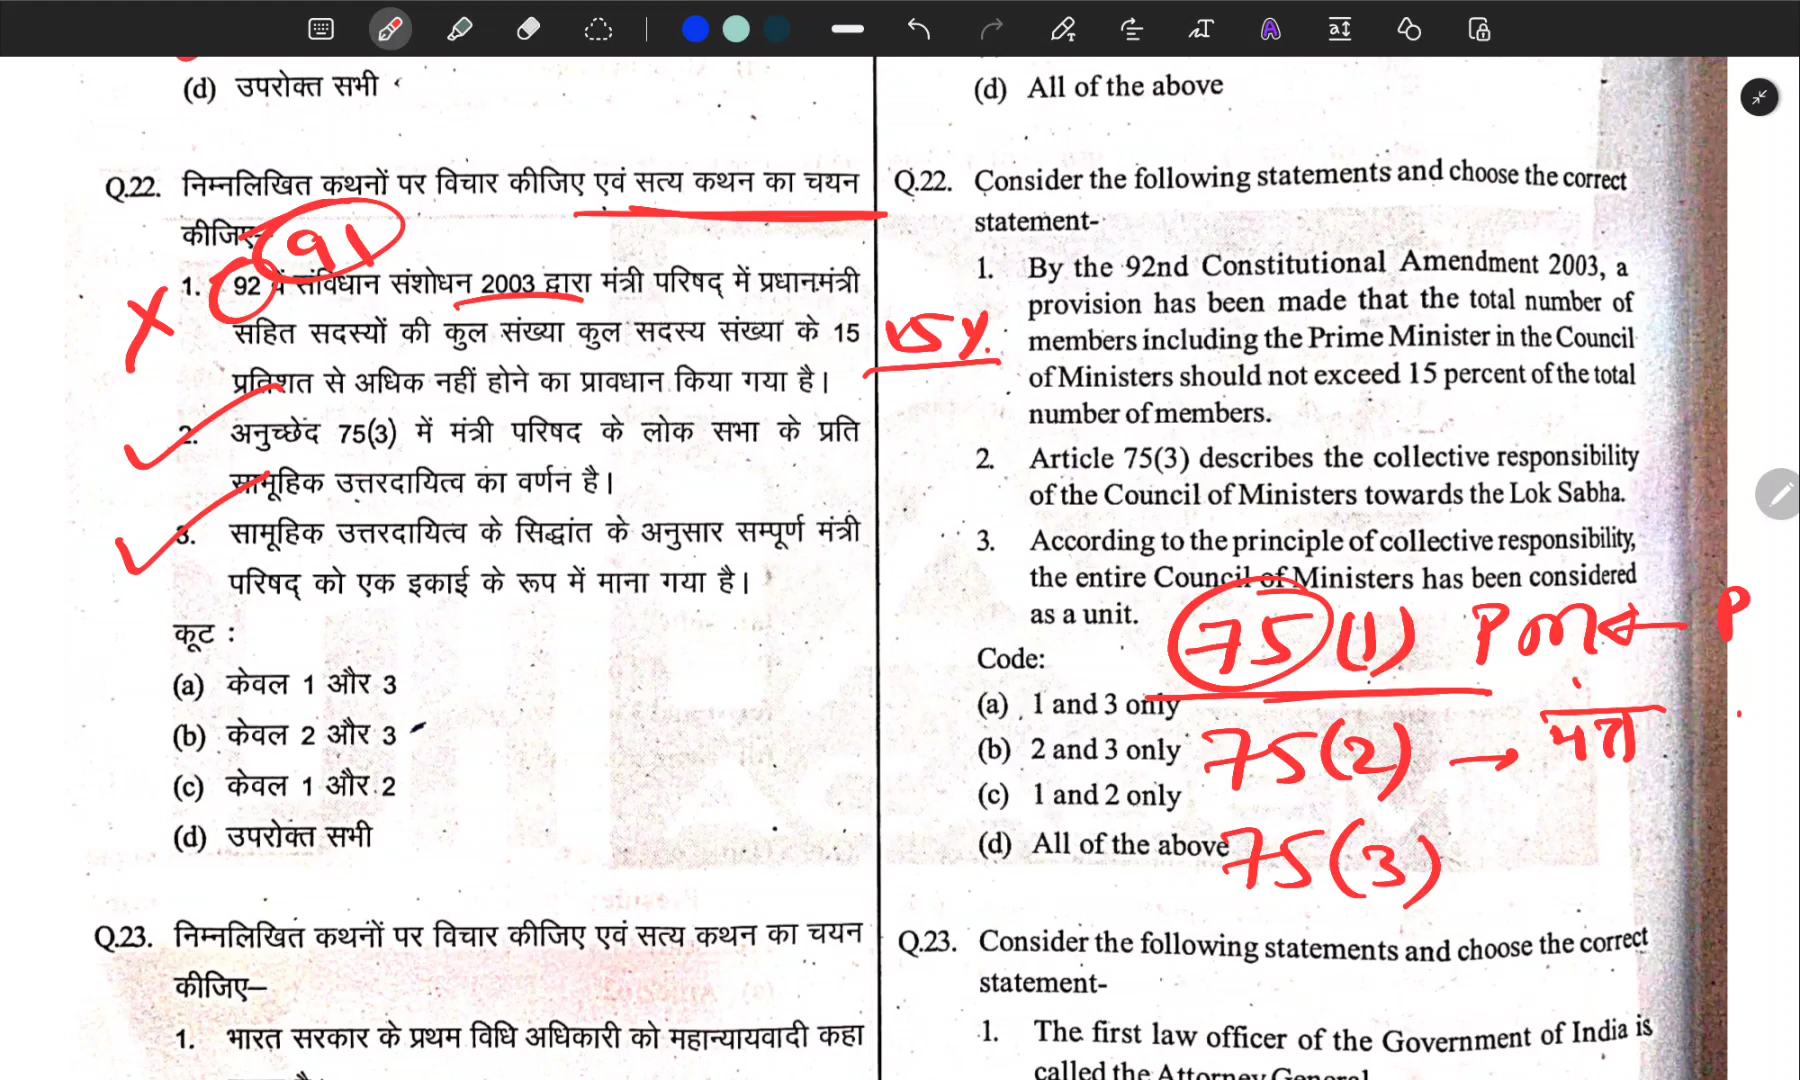 (d) उपरोक्त सभी
Q.22. निम्नलिखित कथनों पर विचार कीजिए एवं सत्य कथन का चयन
कीजिए–
91
1. 92 वें संविधान संशोधन 2003 द्वारा मंत्री परिषद् में प्रधानमंत्री
सहित सदस्यों की कुल संख्या कुल सदस्य संख्या के 15
प्रतिशत से अधिक नहीं होने का प्रावधान किया गया है।
2. अनुच्छेद 75(3) में मंत्री परिषद के लोक सभा के प्रति
सामूहिक उत्तरदायित्व का वर्णन है।
3. सामूहिक उत्तरदायित्व के सिद्धांत के अनुसार सम्पूर्ण मंत्री
परिषद् को एक इकाई के रूप में माना गया है।
कूट :
(a) केवल 1 और 3
(b) केवल 2 और 3
(c) केवल 1 और 2
(d) उपरोक्त सभी
Q.23. निम्नलिखित कथनों पर विचार कीजिए एवं सत्य कथन का चयन
कीजिए–
1. भारत सरकार के प्रथम विधि अधिकारी को महान्यायवादी कहा
(d) All of the above
Q.22. Consider the following statements and choose the correct
statement-
1. By the 92nd Constitutional Amendment 2003, a
provision has been made that the total number of
15%
members including the Prime Minister in the Council
of Ministers should not exceed 15 percent of the total
number of members.
2. Article 75(3) describes the collective responsibility
of the Council of Ministers towards the Lok Sabha.
3. According to the principle of collective responsibility,
the entire Council of Ministers has been considered
as a unit.
75(1) PM ← P
Code:
(a) 1 and 3 only
(b) 2 and 3 only
75(2) →
(c) 1 and 2 only
(d) All of the above
75(3)
Q.23. Consider the following statements and choose the correct
statement-
1. The first law officer of the Government of India is
called the Attorney General